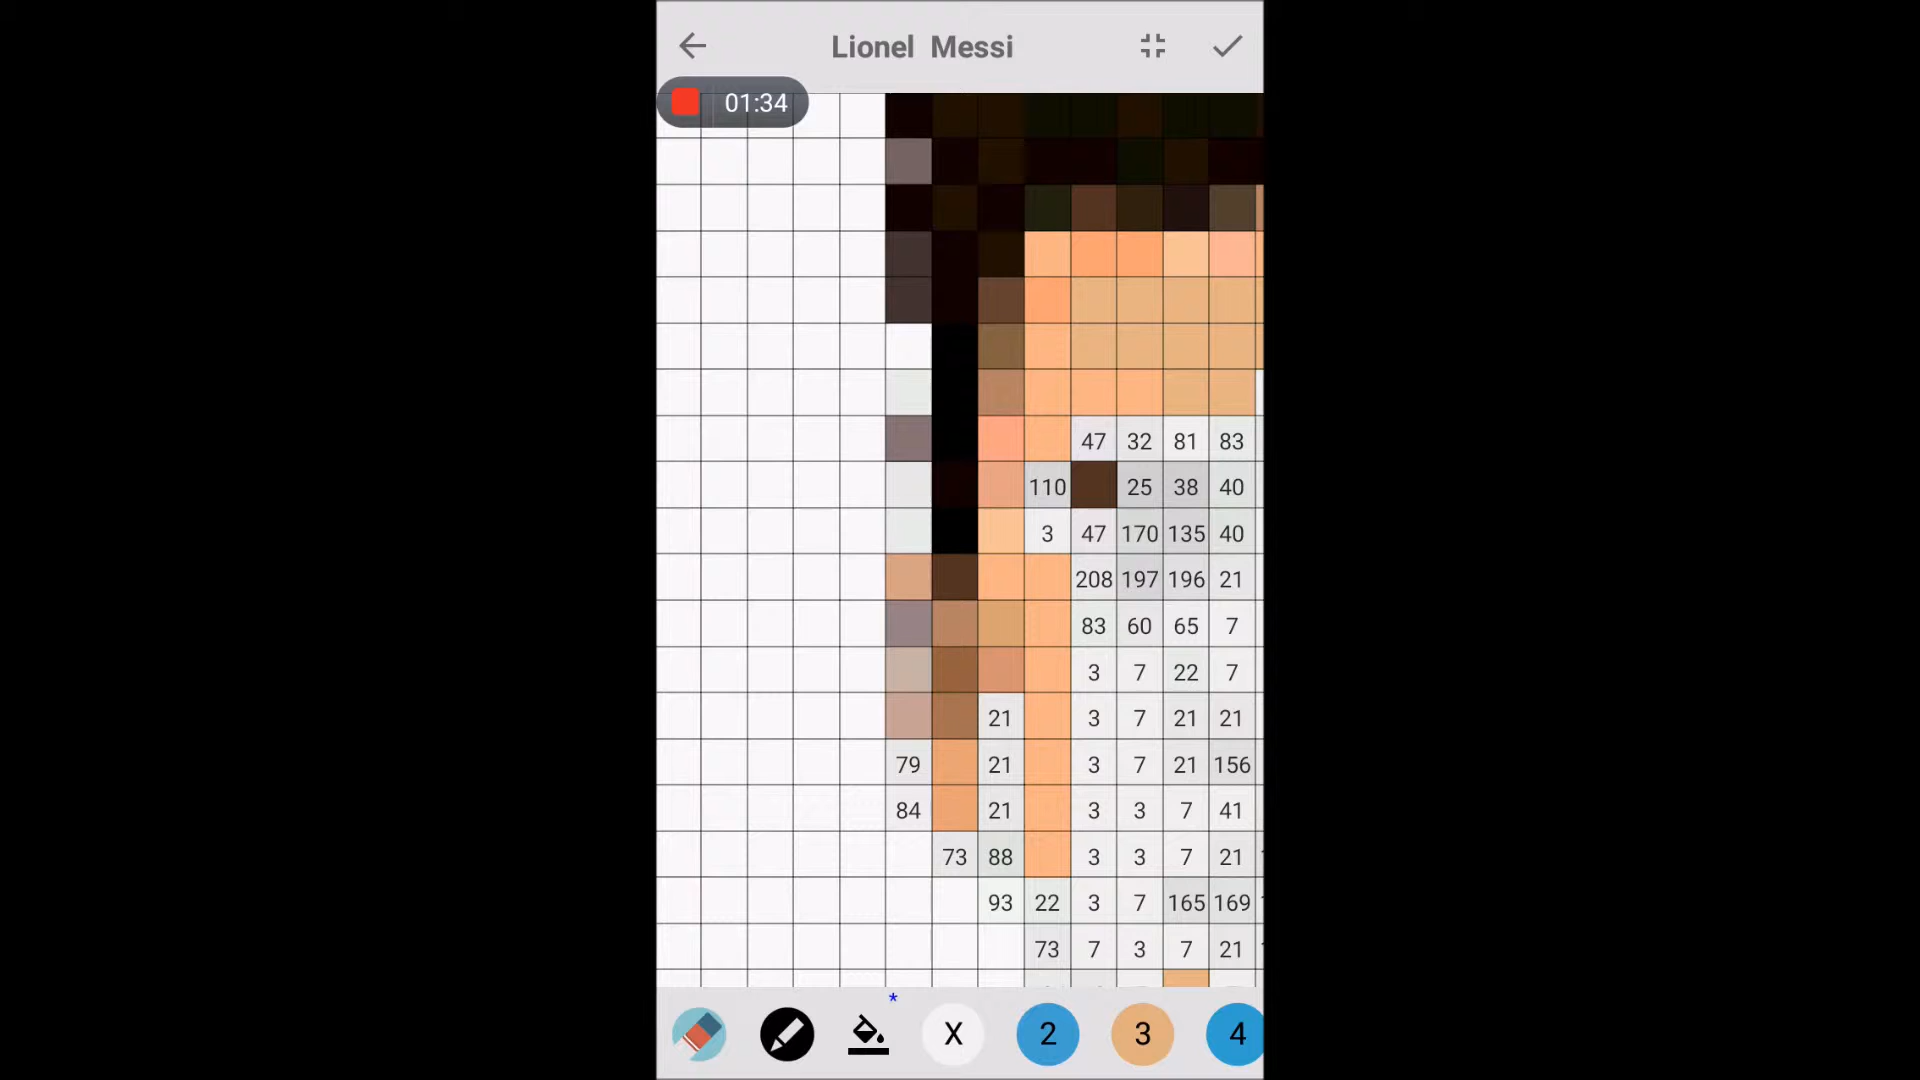 Lionel Messi
01:34
47 32 81 83
110 25 38 40
3 47 170 135 40
208 197 196 21
83 60 65 7
3 7 22 7
21 3 7 21 21
79 21 3 7 21 156
84 21 3 3 7 41
73 88 3 3 7 21
93 22 3 7 165 169
73 7 3 7 21
* X 2 3 4